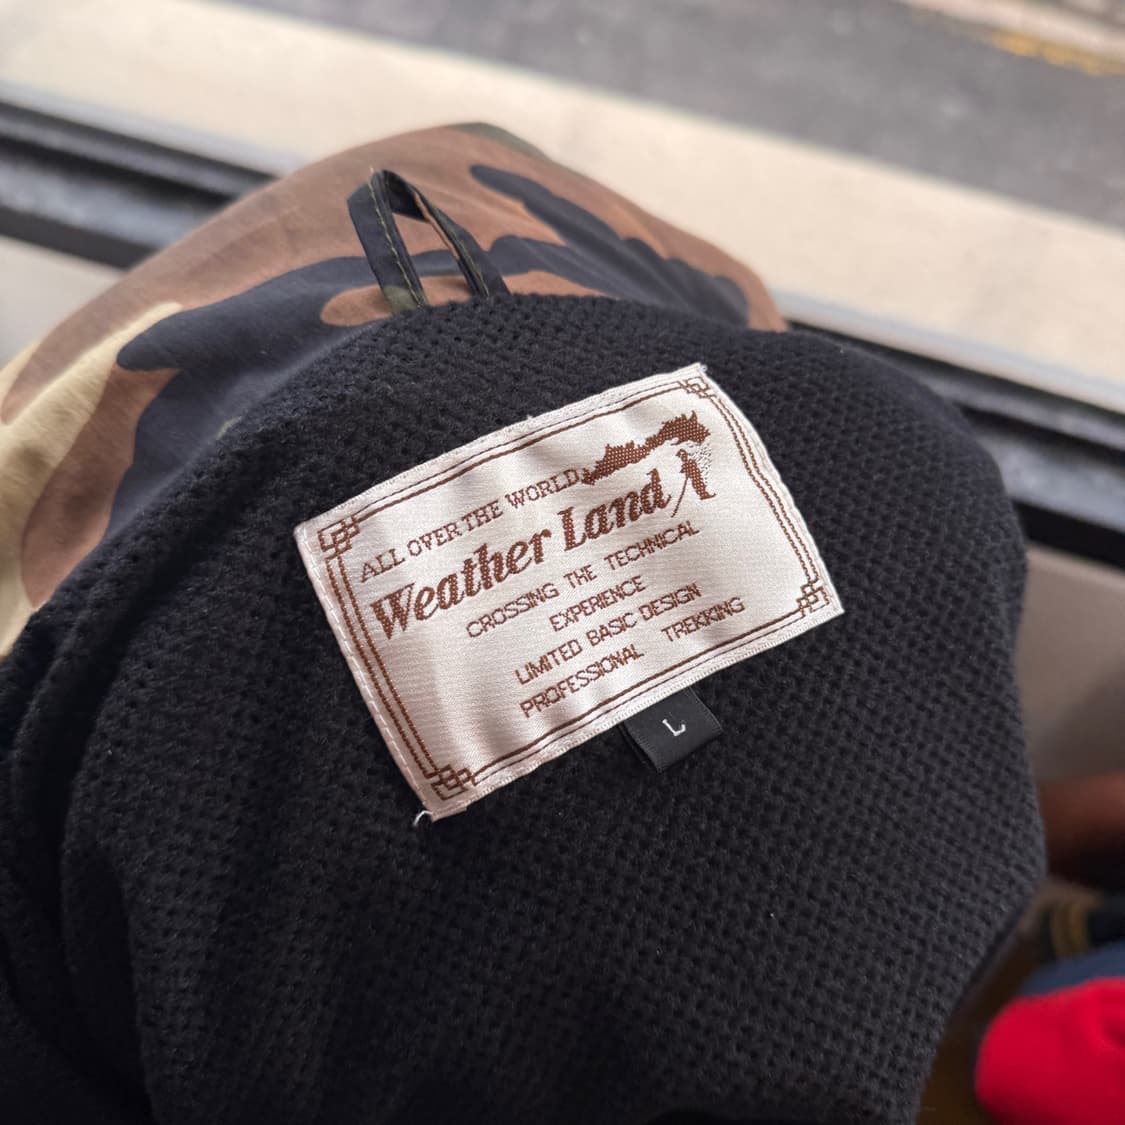 ALL OVER THE WORLD
Weather Land
CROSSING THE TECHNICAL
EXPERIENCE
LIMITED BASIC DESIGN
PROFESSIONAL TREKKING
L